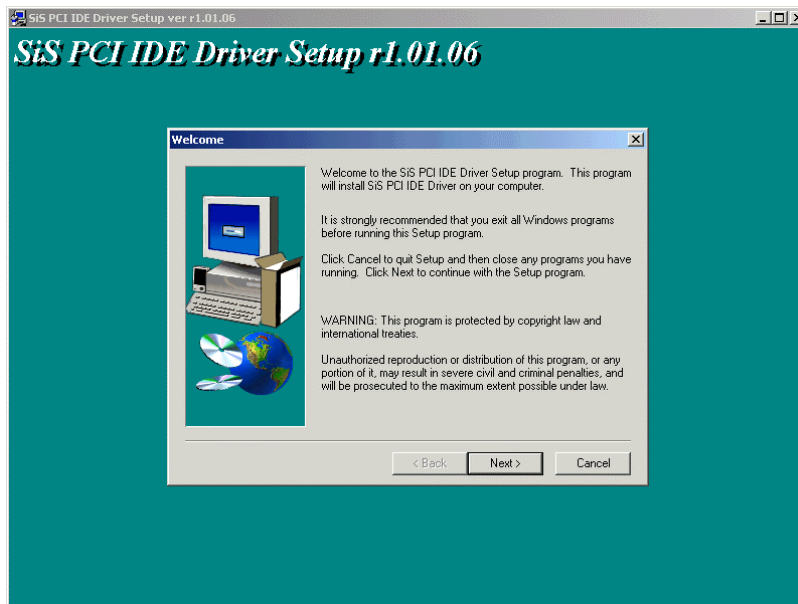 SiS PCI IDE Driver Setup ver r1.01.06
SiS PCI IDE Driver Setup r1.01.06
Welcome
Welcome to the SiS PCI IDE Driver Setup program. This program
will install SiS PCI IDE Driver on your computer.
It is strongly recommended that you exit all Windows programs
before running this Setup program.
Click Cancel to quit Setup and then close any programs you have
running. Click Next to continue with the Setup program.
WARNING: This program is protected by copyright law and
international treaties.
Unauthorized reproduction or distribution of this program, or any
portion of it, may result in severe civil and criminal penalties, and
will be prosecuted to the maximum extent possible under law.
< Back
Next >
Cancel